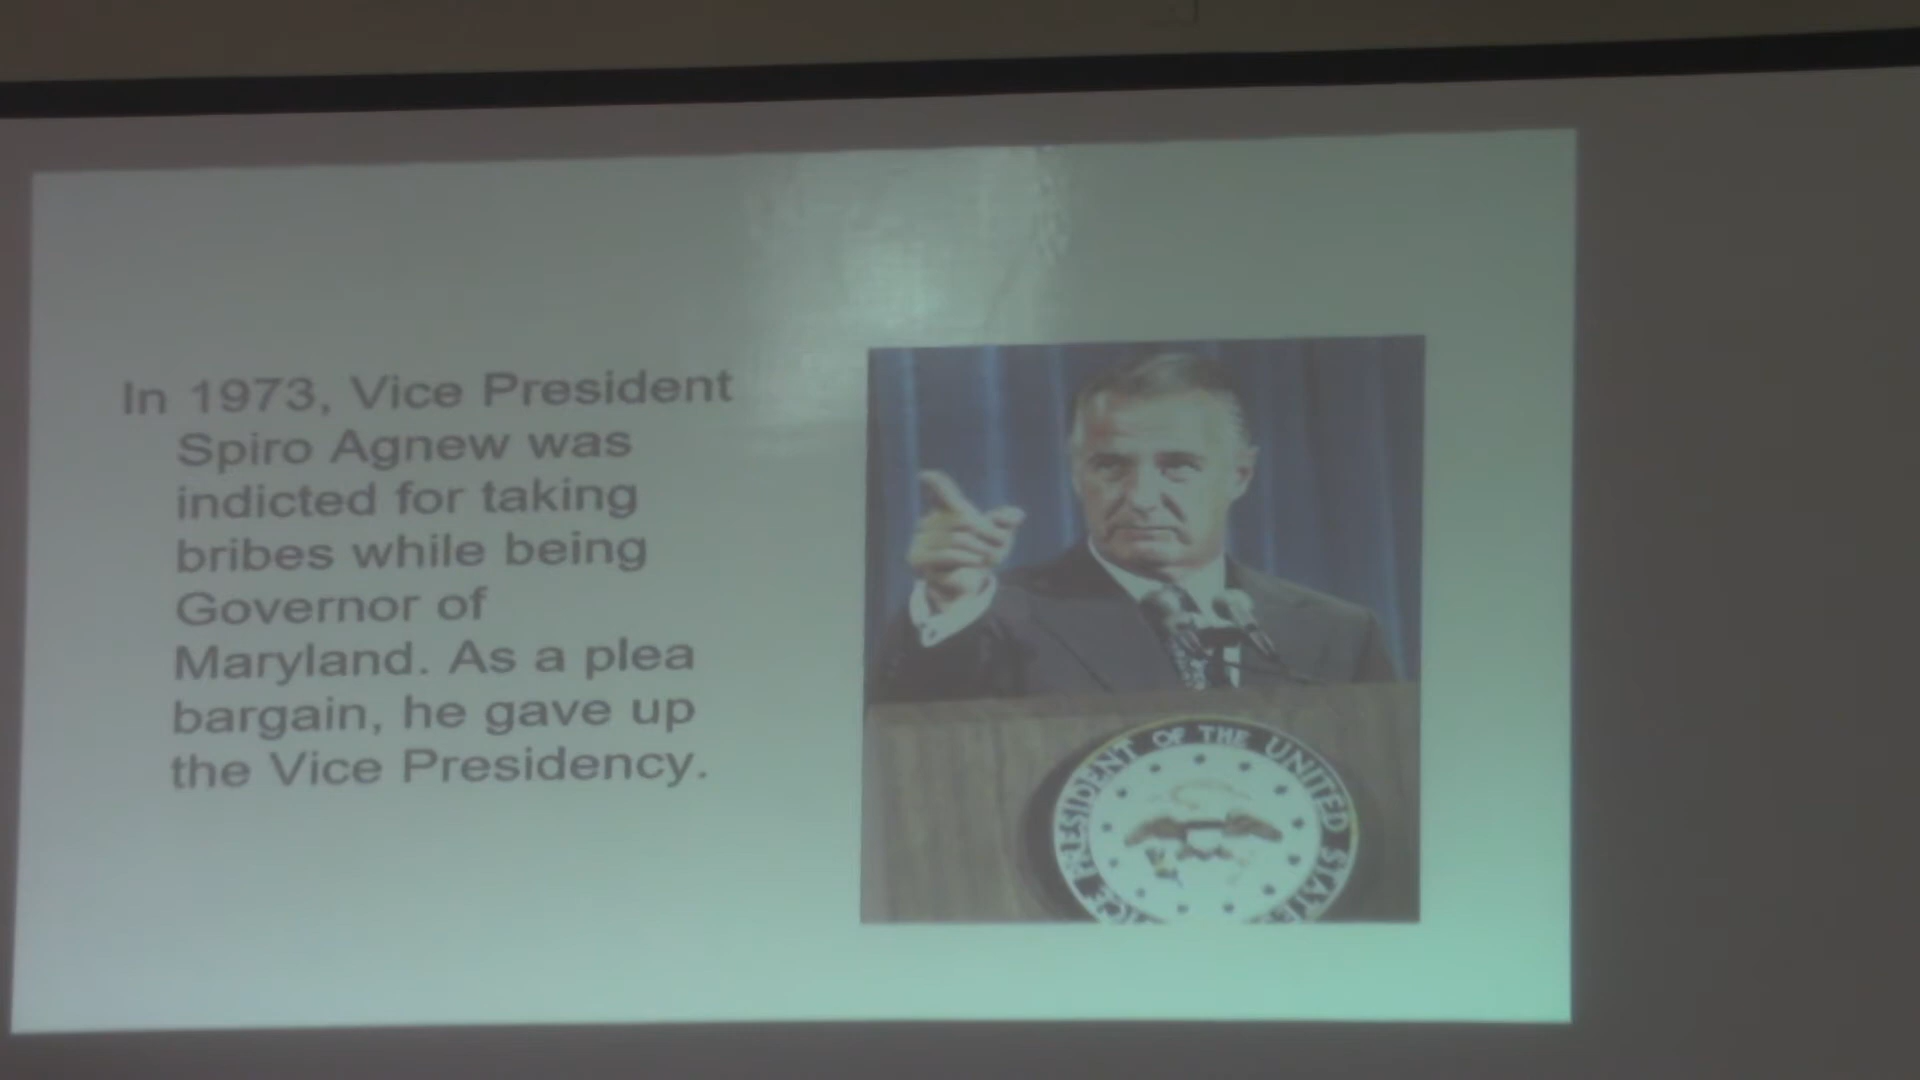 In 1973, Vice President
Spiro Agnew was
indicted for taking
bribes while being
Governor of
Maryland. As a plea
bargain, he gave up
the Vice Presidency.
VICE PRESIDENT OF THE UNITED STATES